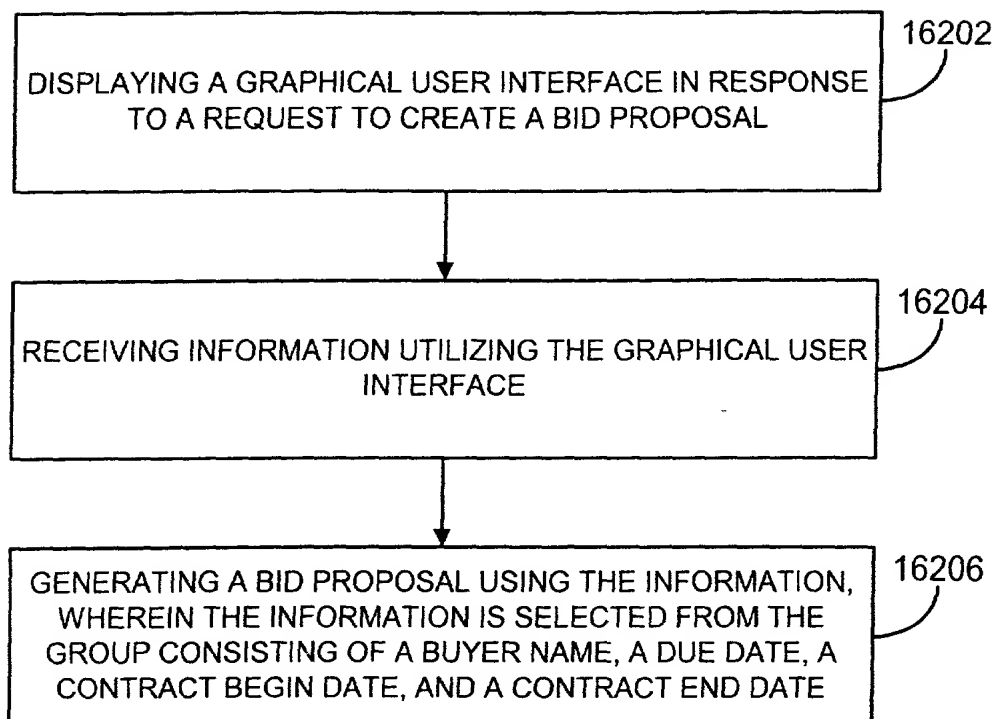 16202
DISPLAYING A GRAPHICAL USER INTERFACE IN RESPONSE
TO A REQUEST TO CREATE A BID PROPOSAL
16204
RECEIVING INFORMATION UTILIZING THE GRAPHICAL USER
INTERFACE
16206
GENERATING A BID PROPOSAL USING THE INFORMATION,
WHEREIN THE INFORMATION IS SELECTED FROM THE
GROUP CONSISTING OF A BUYER NAME, A DUE DATE, A
CONTRACT BEGIN DATE, AND A CONTRACT END DATE